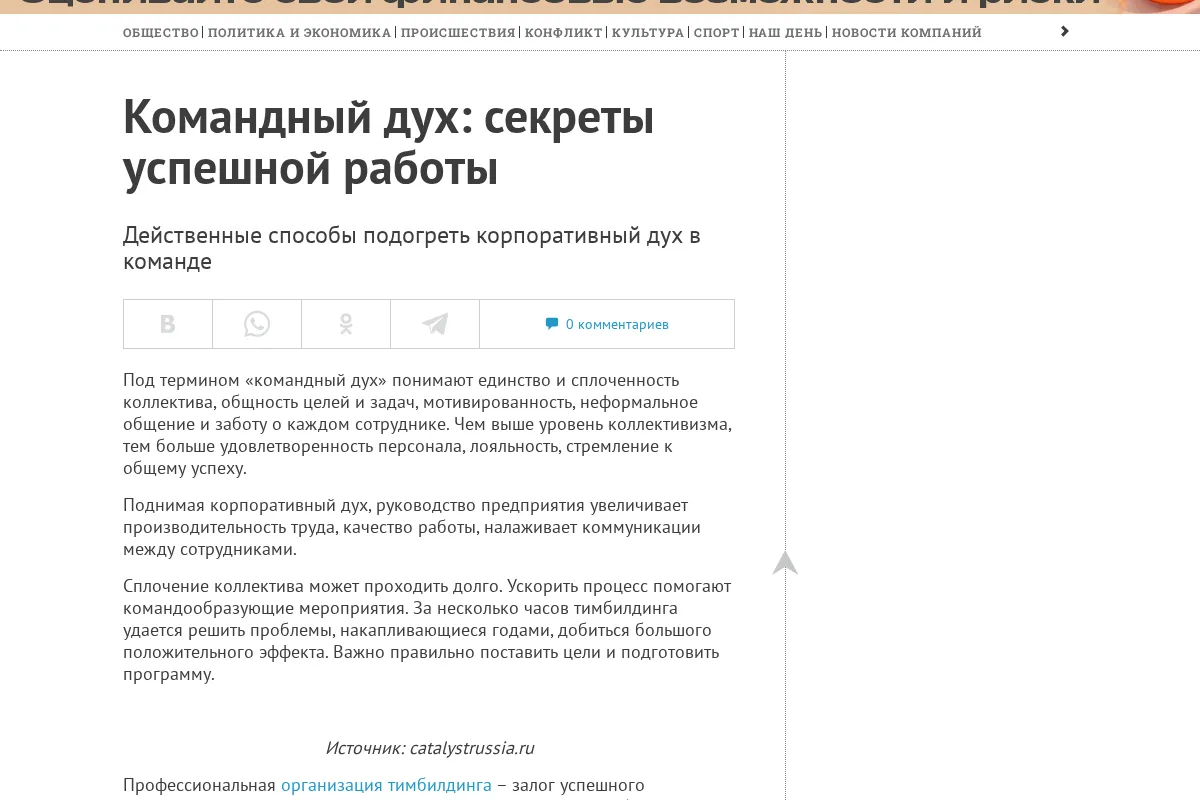 Оценивайте свои финансовые возможности и риски
ОБЩЕСТВО | ПОЛИТИКА И ЭКОНОМИКА | ПРОИСШЕСТВИЯ | КОНФЛИКТ | КУЛЬТУРА | СПОРТ | НАШ ДЕНЬ | НОВОСТИ КОМПАНИЙ
Командный дух: секреты
успешной работы
Действенные способы подогреть корпоративный дух в
команде
0 комментариев
Под термином «командный дух» понимают единство и сплоченность
коллектива, общность целей и задач, мотивированность, неформальное
общение и заботу о каждом сотруднике. Чем выше уровень коллективизма,
тем больше удовлетворенность персонала, лояльность, стремление к
общему успеху.
Поднимая корпоративный дух, руководство предприятия увеличивает
производительность труда, качество работы, налаживает коммуникации
между сотрудниками.
Сплочение коллектива может проходить долго. Ускорить процесс помогают
командообразующие мероприятия. За несколько часов тимбилдинга
удается решить проблемы, накапливающиеся годами, добиться большого
положительного эффекта. Важно правильно поставить цели и подготовить
программу.
Источник: catalystrussia.ru
Профессиональная организация тимбилдинга – залог успешного